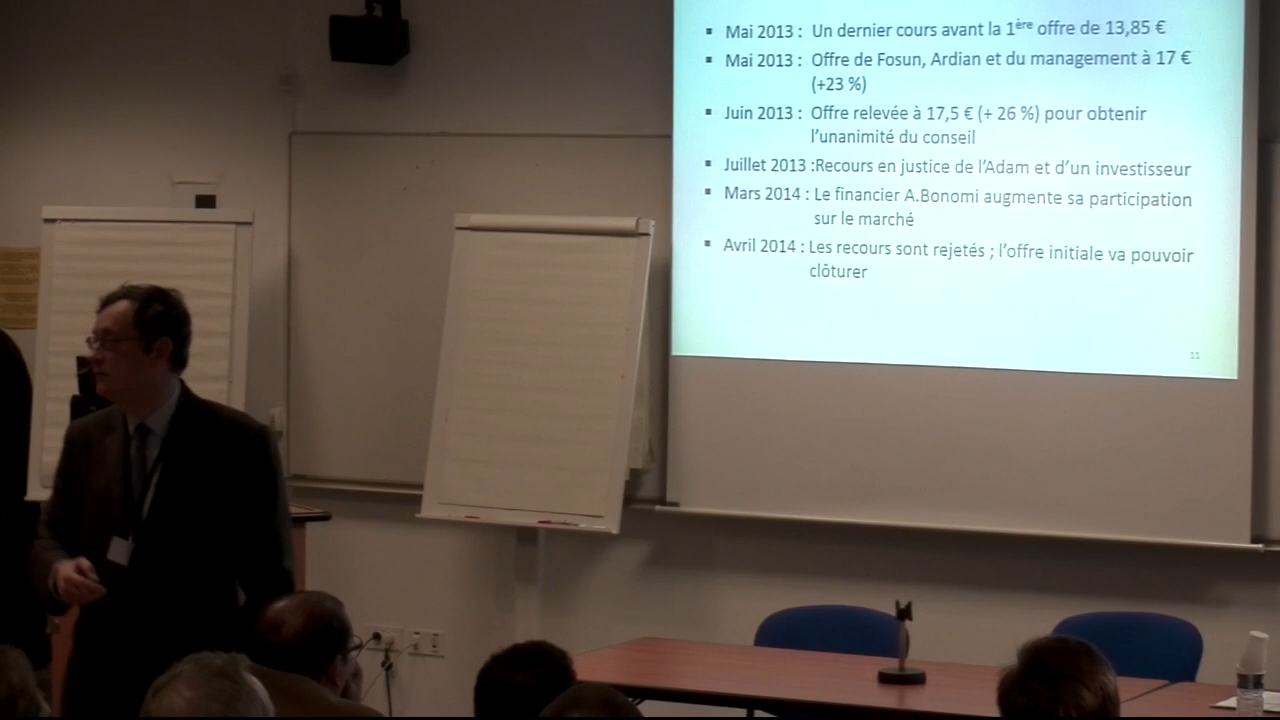 ▪ Mai 2013 : Un dernier cours avant la 1ère offre de 13,85 €
▪ Mai 2013 : Offre de Fosun, Ardian et du management à 17 €
(+23 %)
▪ Juin 2013 : Offre relevée à 17,5 € (+ 26 %) pour obtenir
l'unanimité du conseil
▪ Juillet 2013 :Recours en justice de l'Adam et d'un investisseur
▪ Mars 2014 : Le financier A.Bonomi augmente sa participation
sur le marché
▪ Avril 2014 : Les recours sont rejetés ; l'offre initiale va pouvoir
clôturer
11